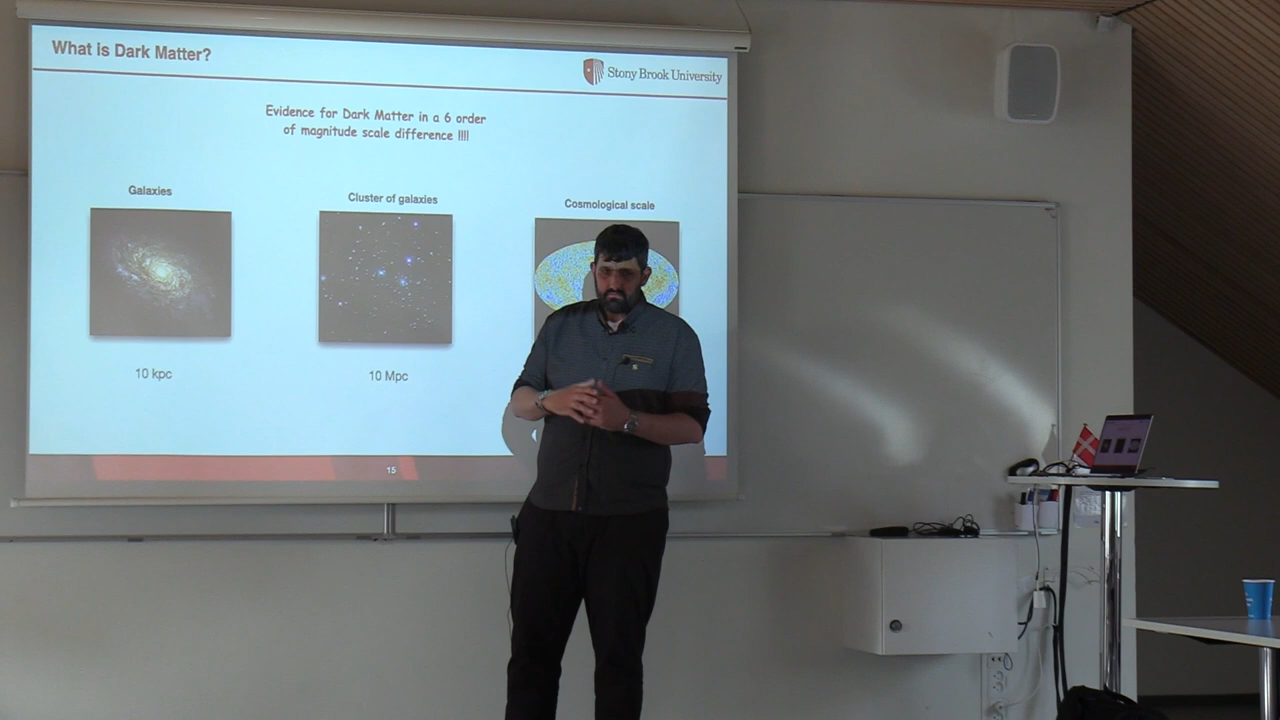 What is Dark Matter?
Stony Brook University
Evidence for Dark Matter in a 6 order
of magnitude scale difference !!!!
Galaxies
Cluster of galaxies
Cosmological scale
10 kpc
10 Mpc
15